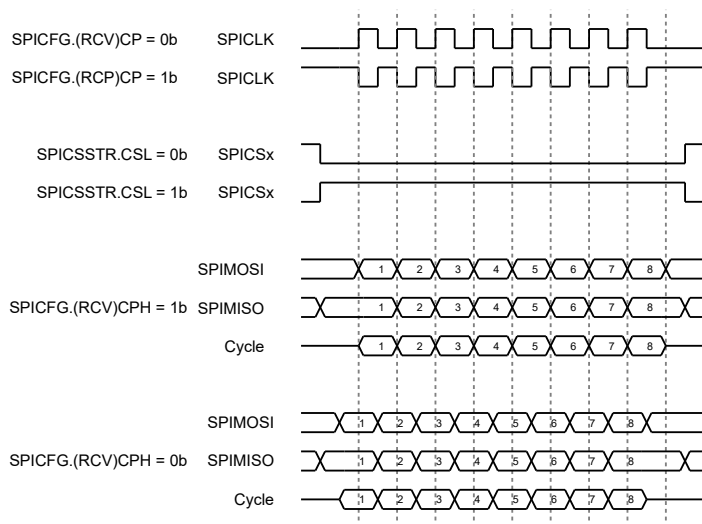 SPICFG.(RCV)CP = 0b SPICLK
SPICFG.(RCP)CP = 1b SPICLK
SPICSSTR.CSL = 0b SPICSx
SPICSSTR.CSL = 1b SPICSx
SPIMOSI 1 2 3 4 5 6 7 8
SPICFG.(RCV)CPH = 1b SPIMISO 1 2 3 4 5 6 7 8
Cycle 1 2 3 4 5 6 7 8
SPIMOSI 1 2 3 4 5 6 7 8
SPICFG.(RCV)CPH = 0b SPIMISO 1 2 3 4 5 6 7 8
Cycle 1 2 3 4 5 6 7 8